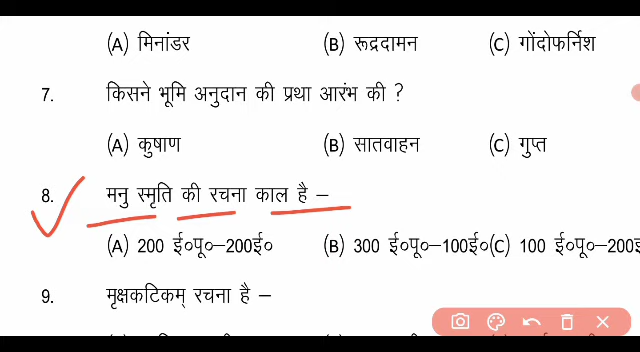 (A) मिनांडर (B) रूद्रदामन (C) गोंदोफर्निश
7. किसने भूमि अनुदान की प्रथा आरंभ की ?
(A) कुषाण (B) सातवाहन (C) गुप्त
8. मनु स्मृति की रचना काल है –
(A) 200 ई०पू०–200ई० (B) 300 ई०पू०–100ई० (C) 100 ई०पू०–200ई
9. मृक्षकटिकम् रचना है –